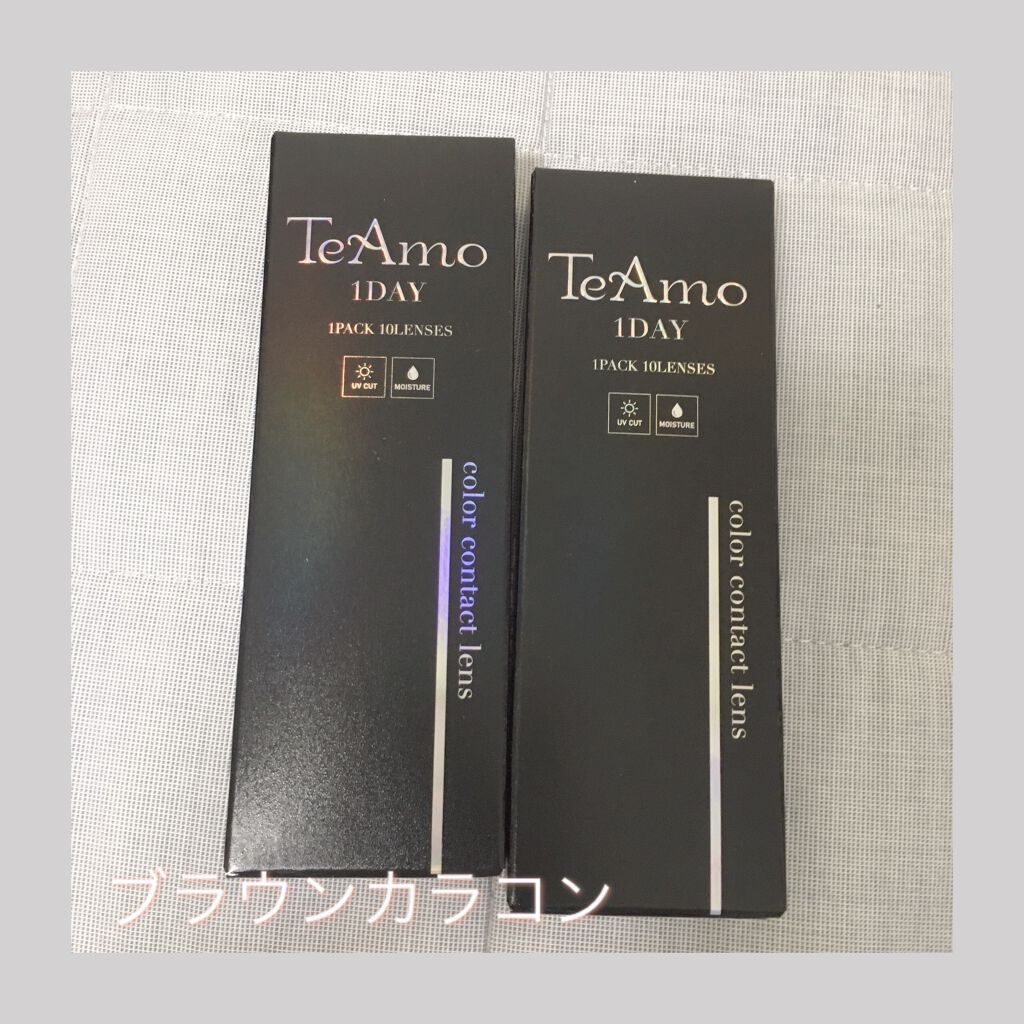 TeAmo
1DAY
1PACK 10LENSES
UV CUT
MOISTURE
color contact lens
TeAmo
1DAY
1PACK 10LENSES
UV CUT
MOISTURE
color contact lens
ブラウンカラコン